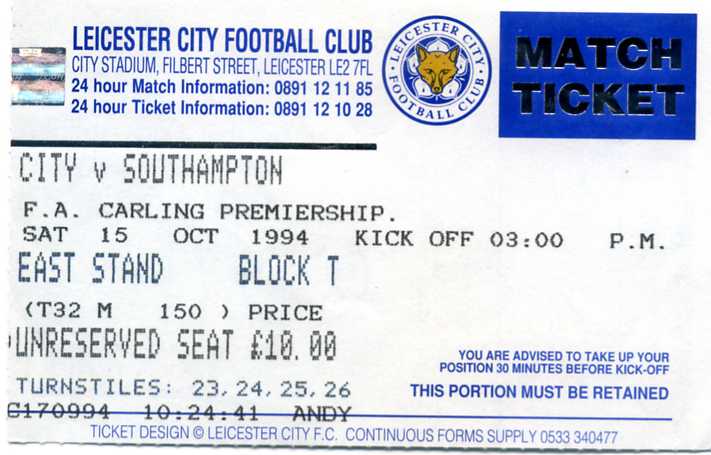 LEICESTER CITY FOOTBALL CLUB
CITY STADIUM, FILBERT STREET, LEICESTER LE2 7FL
24 hour Match Information: 0891 12 11 85
24 hour Ticket Information: 0891 12 10 28
LEICESTER CITY
FOOTBALL CLUB
MATCH
TICKET
CITY v SOUTHAMPTON
F.A. CARLING PREMIERSHIP.
SAT 15 OCT 1994 KICK OFF 03:00 P.M.
EAST STAND BLOCK T
(T32 M 150 ) PRICE
UNRESERVED SEAT £10.00
YOU ARE ADVISED TO TAKE UP YOUR
POSITION 30 MINUTES BEFORE KICK-OFF
TURNSTILES: 23,24,25,26
THIS PORTION MUST BE RETAINED
C170994 10:24:41 ANDY
TICKET DESIGN © LEICESTER CITY F.C. CONTINUOUS FORMS SUPPLY 0533 340477